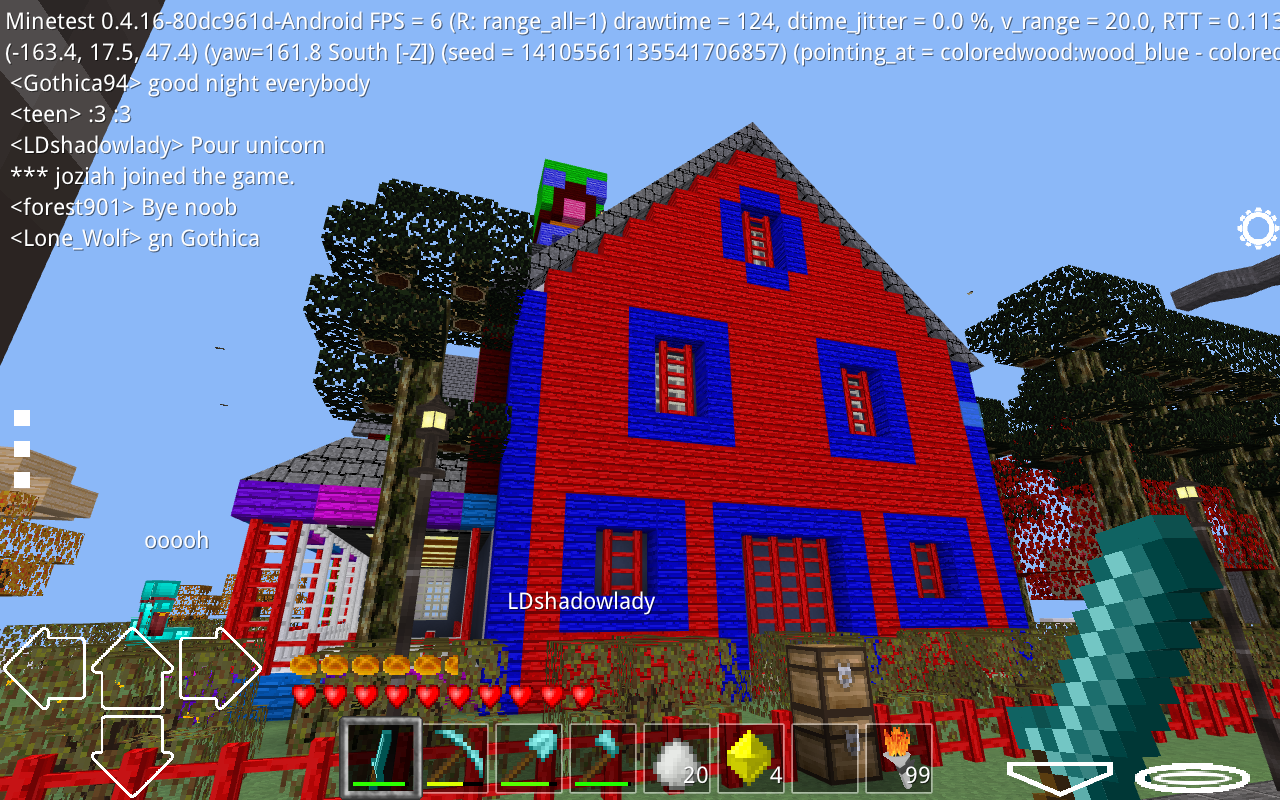 Minetest 0.4.16-80dc961d-Android FPS = 6 (R: range_all=1) drawtime = 124, dtime_jitter = 0.0 %, v_range = 20.0, RTT = 0.113
(-163.4, 17.5, 47.4) (yaw=161.8 South [-Z]) (seed = 14105561135541706857) (pointing_at = coloredwood:wood_blue - colored
<Gothica94> good night everybody
<teen> :3 :3
<LDshadowlady> Pour unicorn
*** joziah joined the game.
<forest901> Bye noob
<Lone_Wolf> gn Gothica
ooooh
LDshadowlady
20 4 99